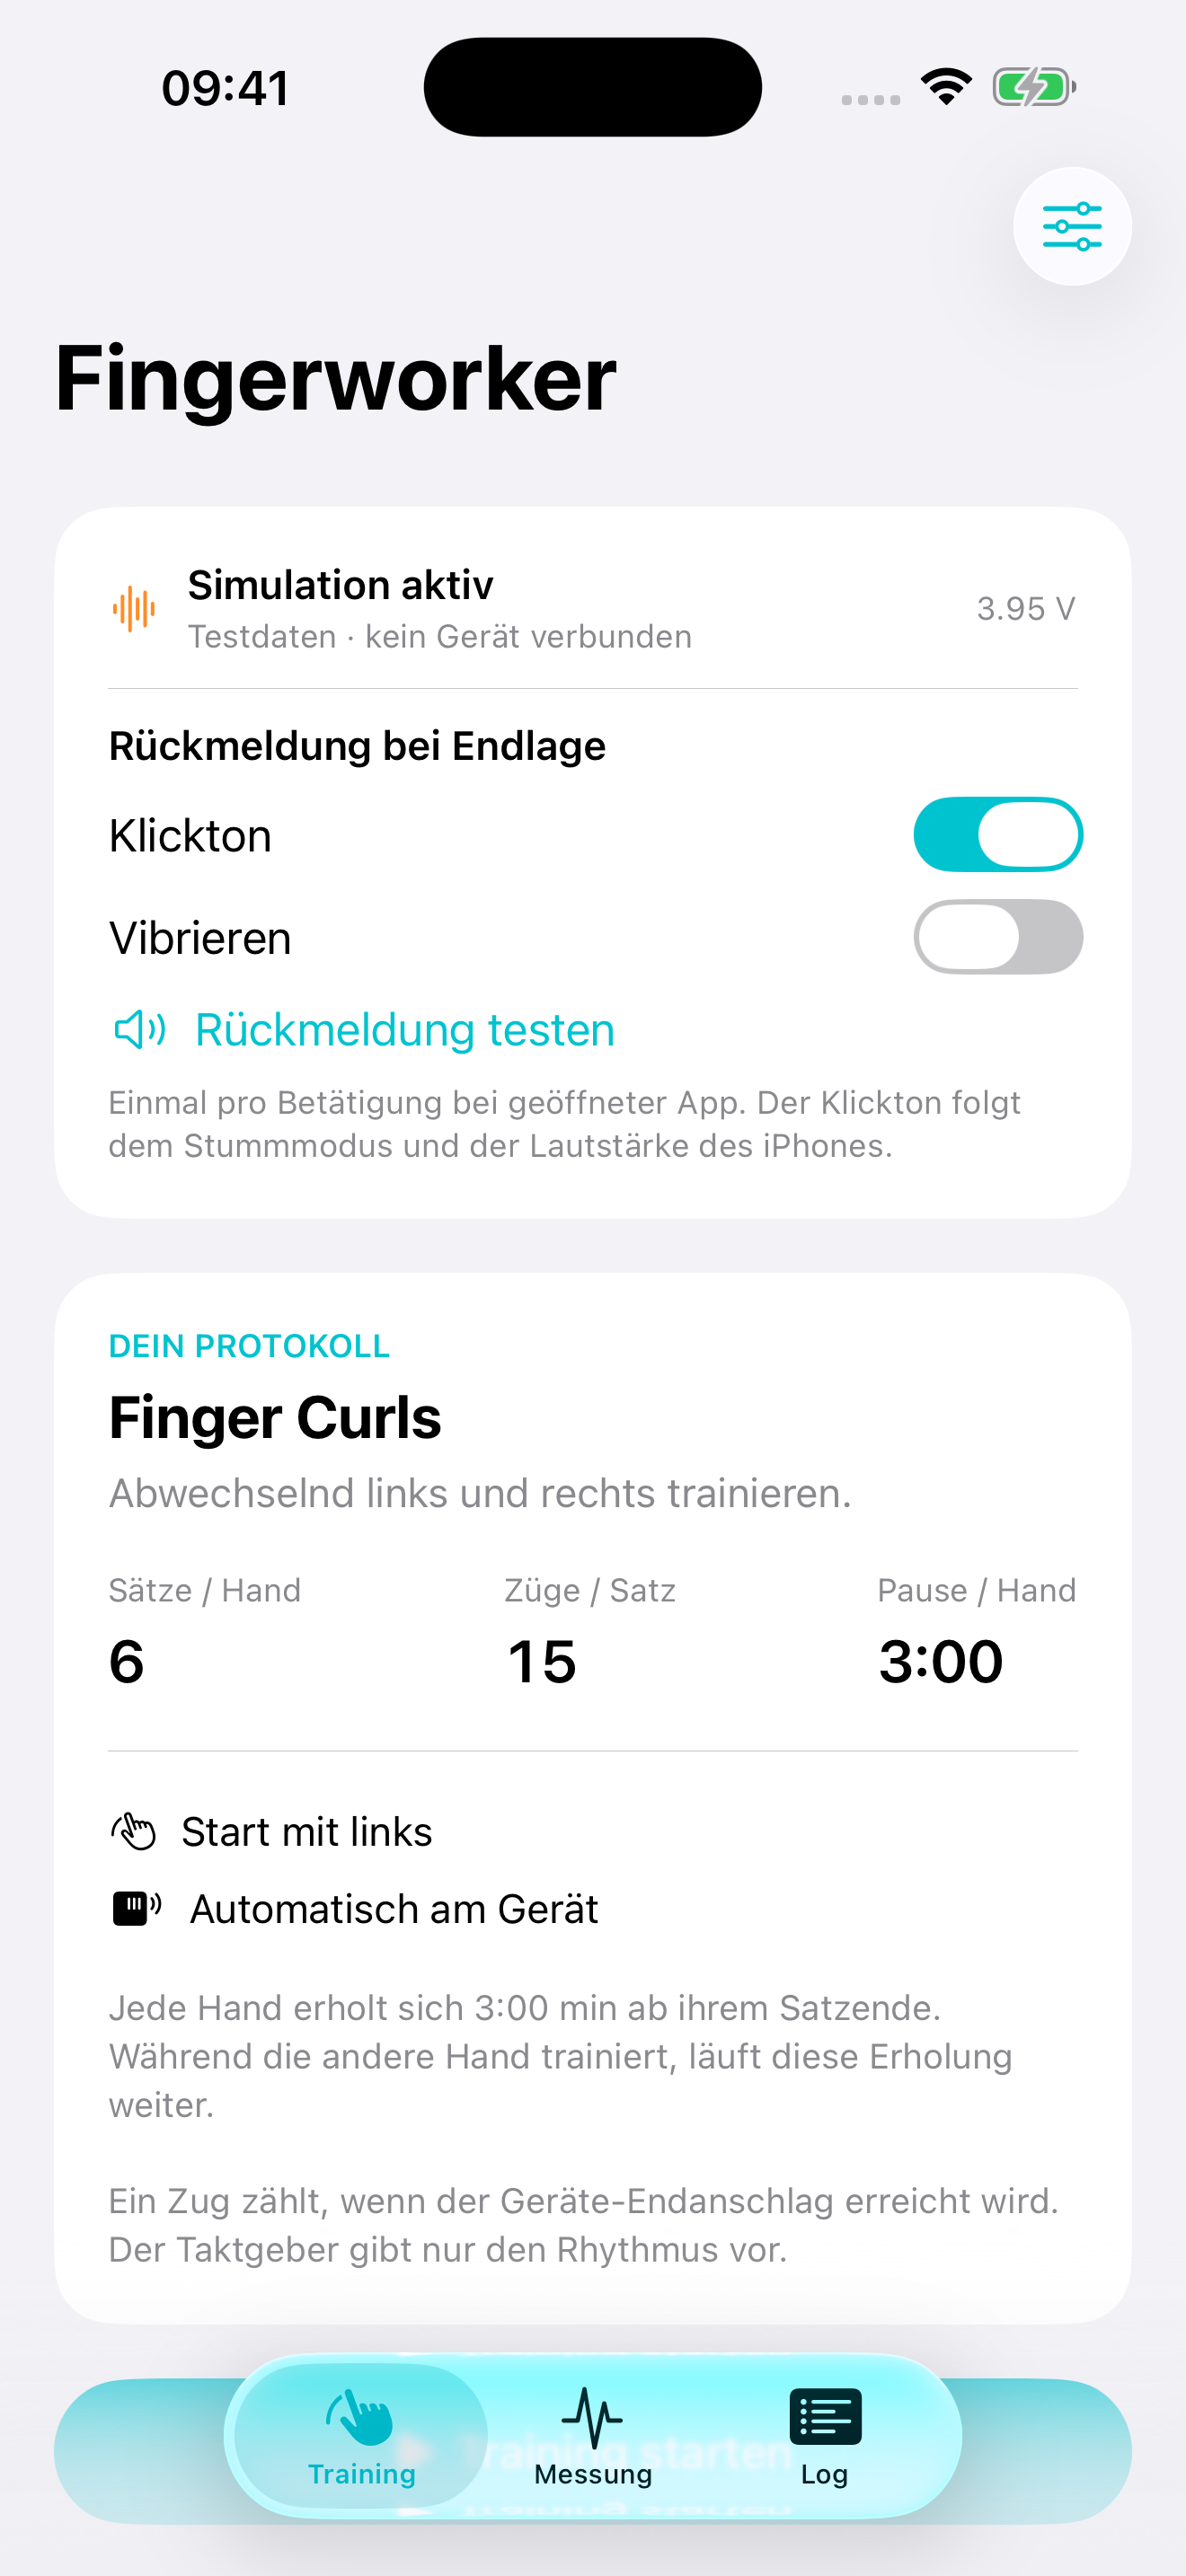 09:41
Fingerworker
Simulation aktiv
Testdaten · kein Gerät verbunden
3.95 V
Rückmeldung bei Endlage
Klickton
Vibrieren
Rückmeldung testen
Einmal pro Betätigung bei geöffneter App. Der Klickton folgt
dem Stummmodus und der Lautstärke des iPhones.
DEIN PROTOKOLL
Finger Curls
Abwechselnd links und rechts trainieren.
Sätze / Hand
Züge / Satz
Pause / Hand
6
15
3:00
Start mit links
Automatisch am Gerät
Jede Hand erholt sich 3:00 min ab ihrem Satzende.
Während die andere Hand trainiert, läuft diese Erholung
weiter.
Ein Zug zählt, wenn der Geräte-Endanschlag erreicht wird.
Der Taktgeber gibt nur den Rhythmus vor.
Training starten
Training
Messung
Log